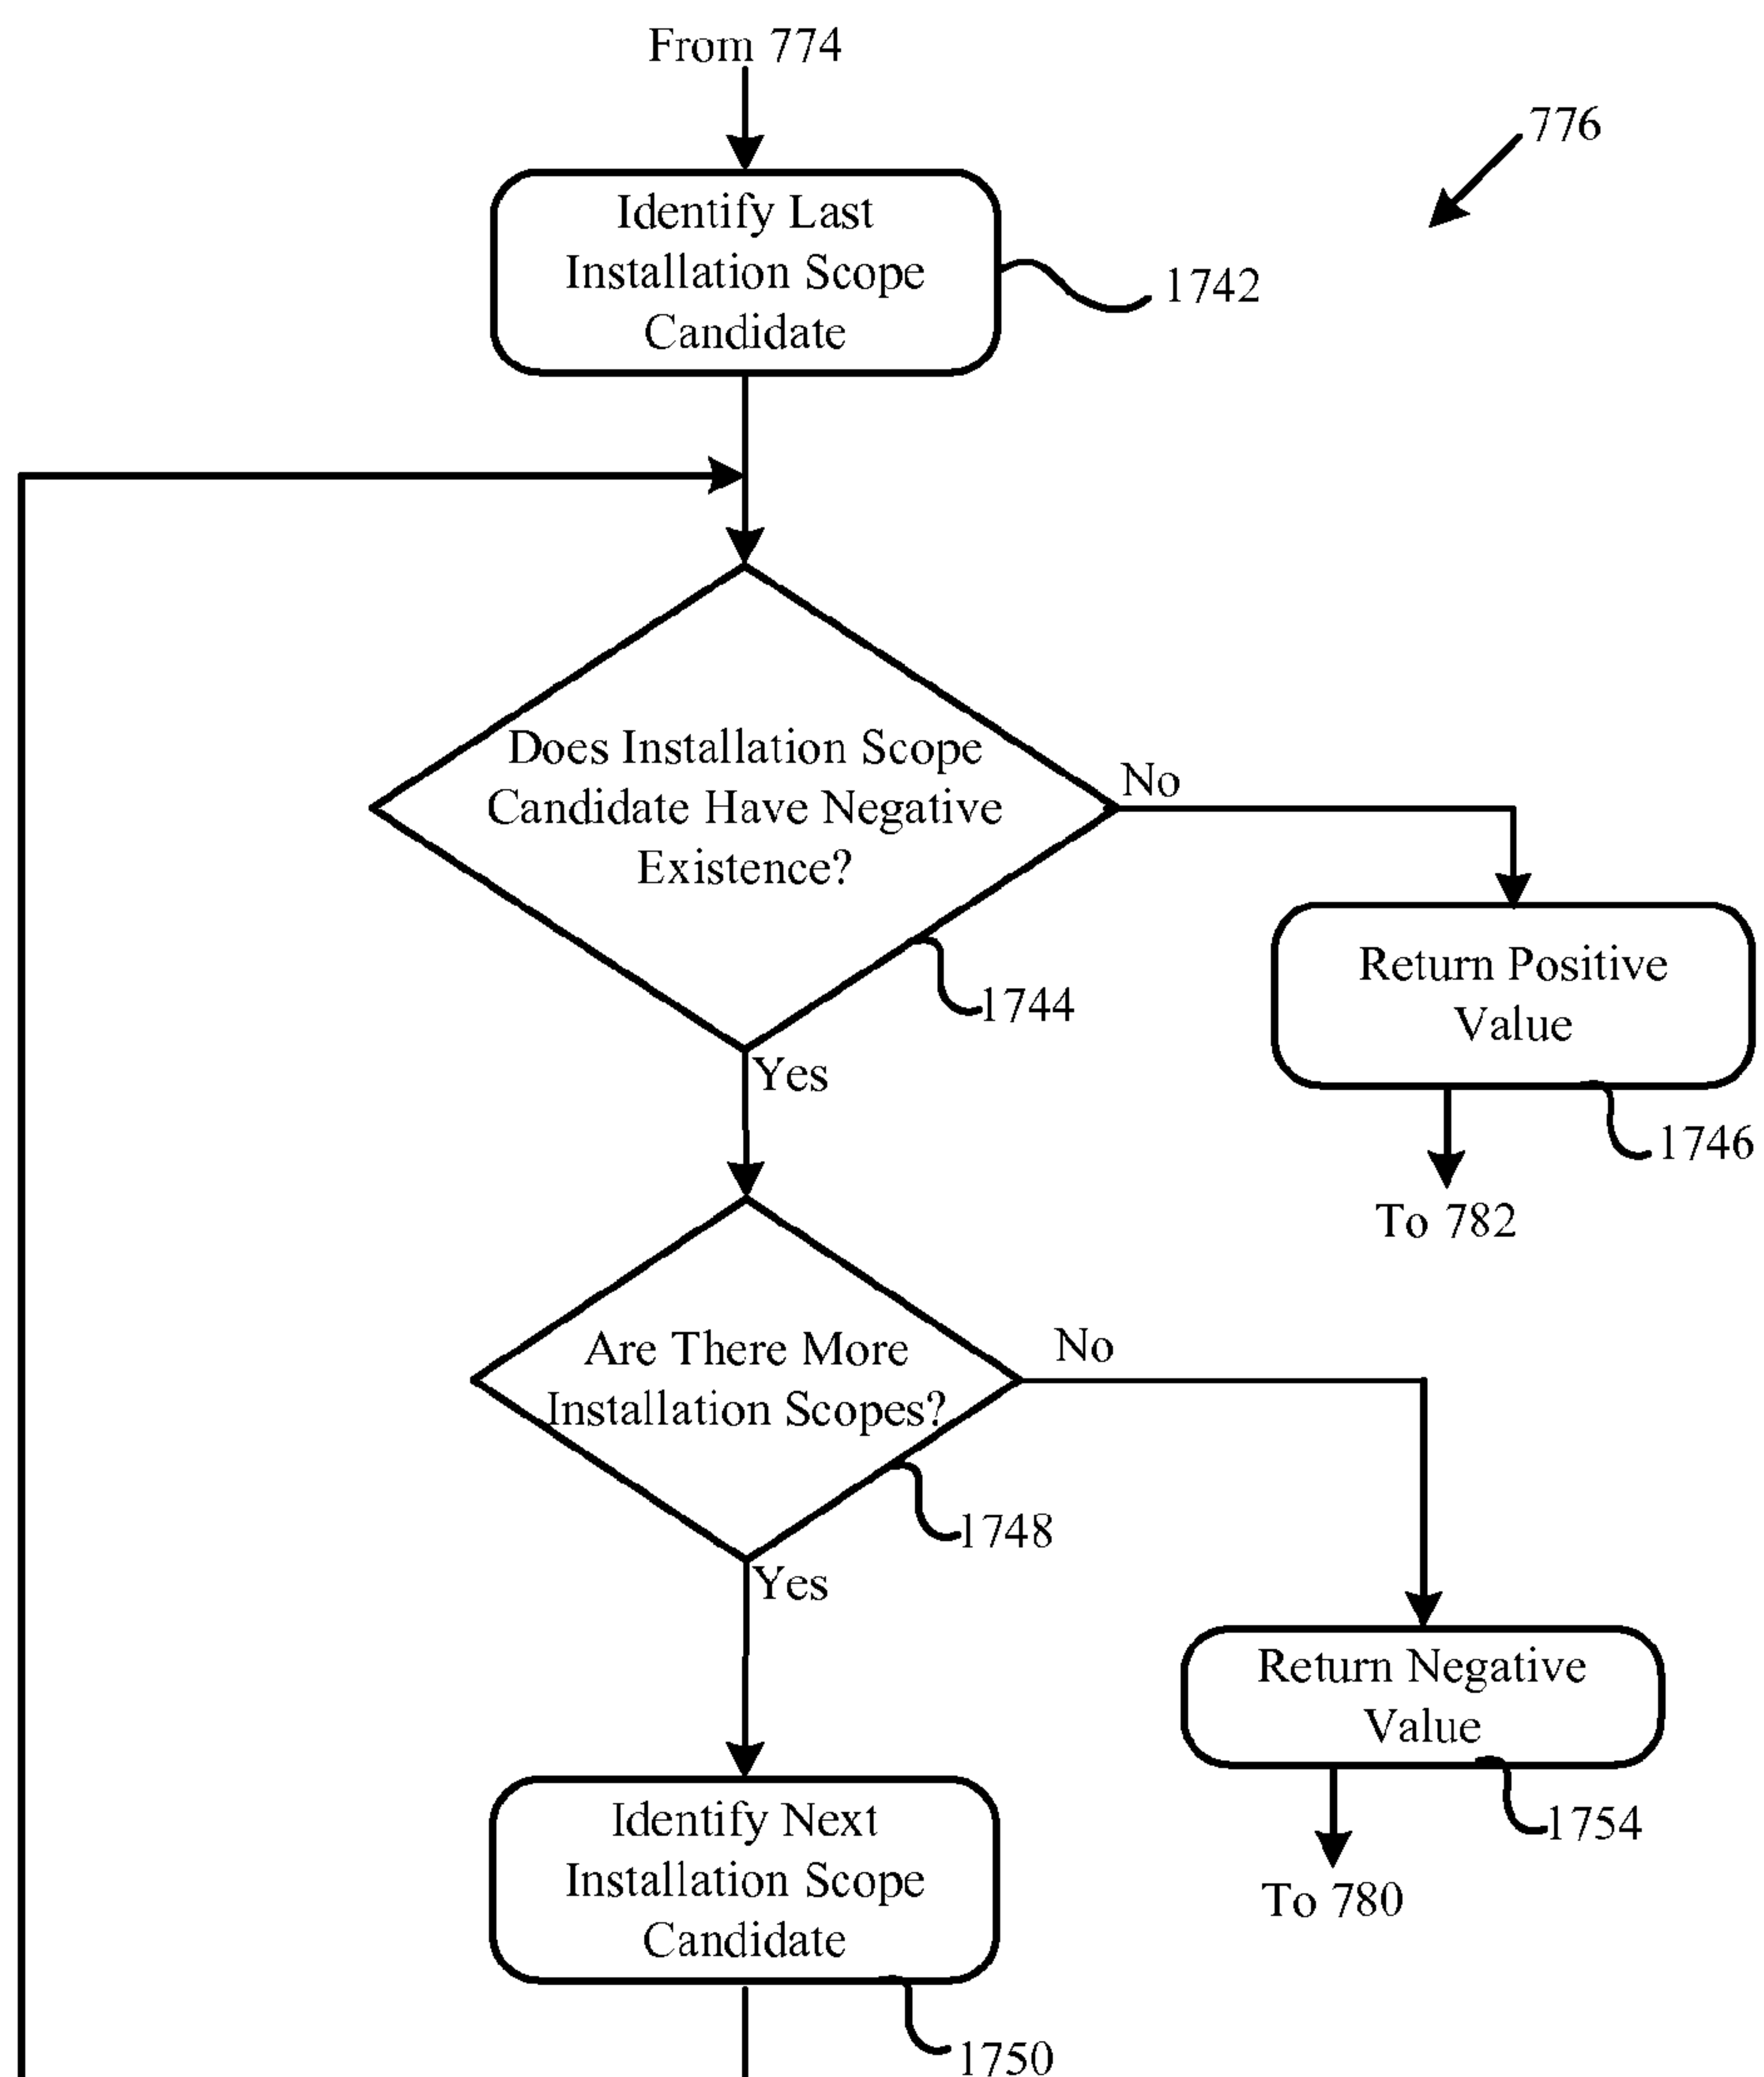 From 774
776
Identify Last
Installation Scope
Candidate
1742
Does Installation Scope
Candidate Have Negative
Existence?
No
1744
Yes
Return Positive
Value
1746
To 782
Are There More
Installation Scopes?
No
1748
Yes
Return Negative
Value
1754
To 780
Identify Next
Installation Scope
Candidate
1750